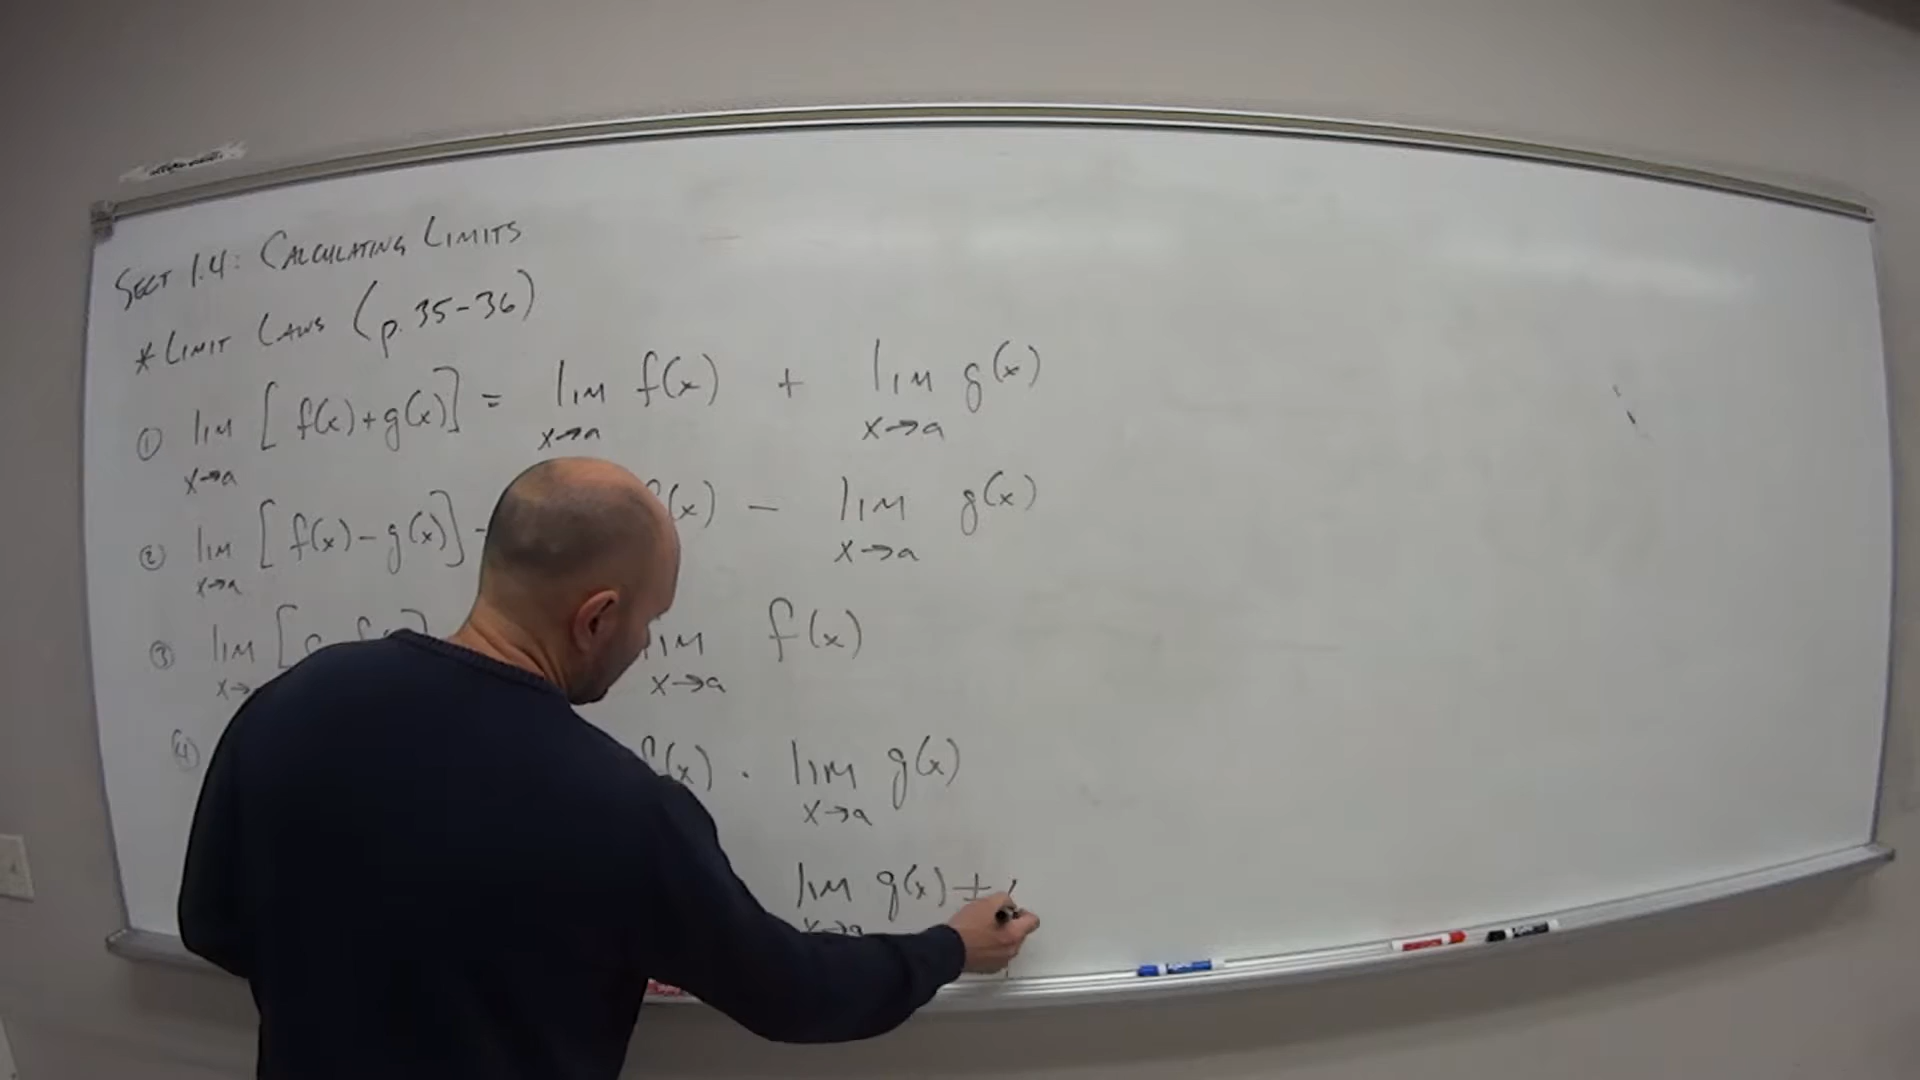 SECT 1.4: CALCULATING LIMITS
* LIMIT LAWS (p. 35-36)
① lim x→a [f(x)+g(x)] = lim x→a f(x) + lim x→a g(x)
② lim x→a [f(x)-g(x)] (x) - lim x→a g(x)
③ lim [ lim x→a f(x)
④ f(x) · lim x→a g(x)
lim x→a g(x)